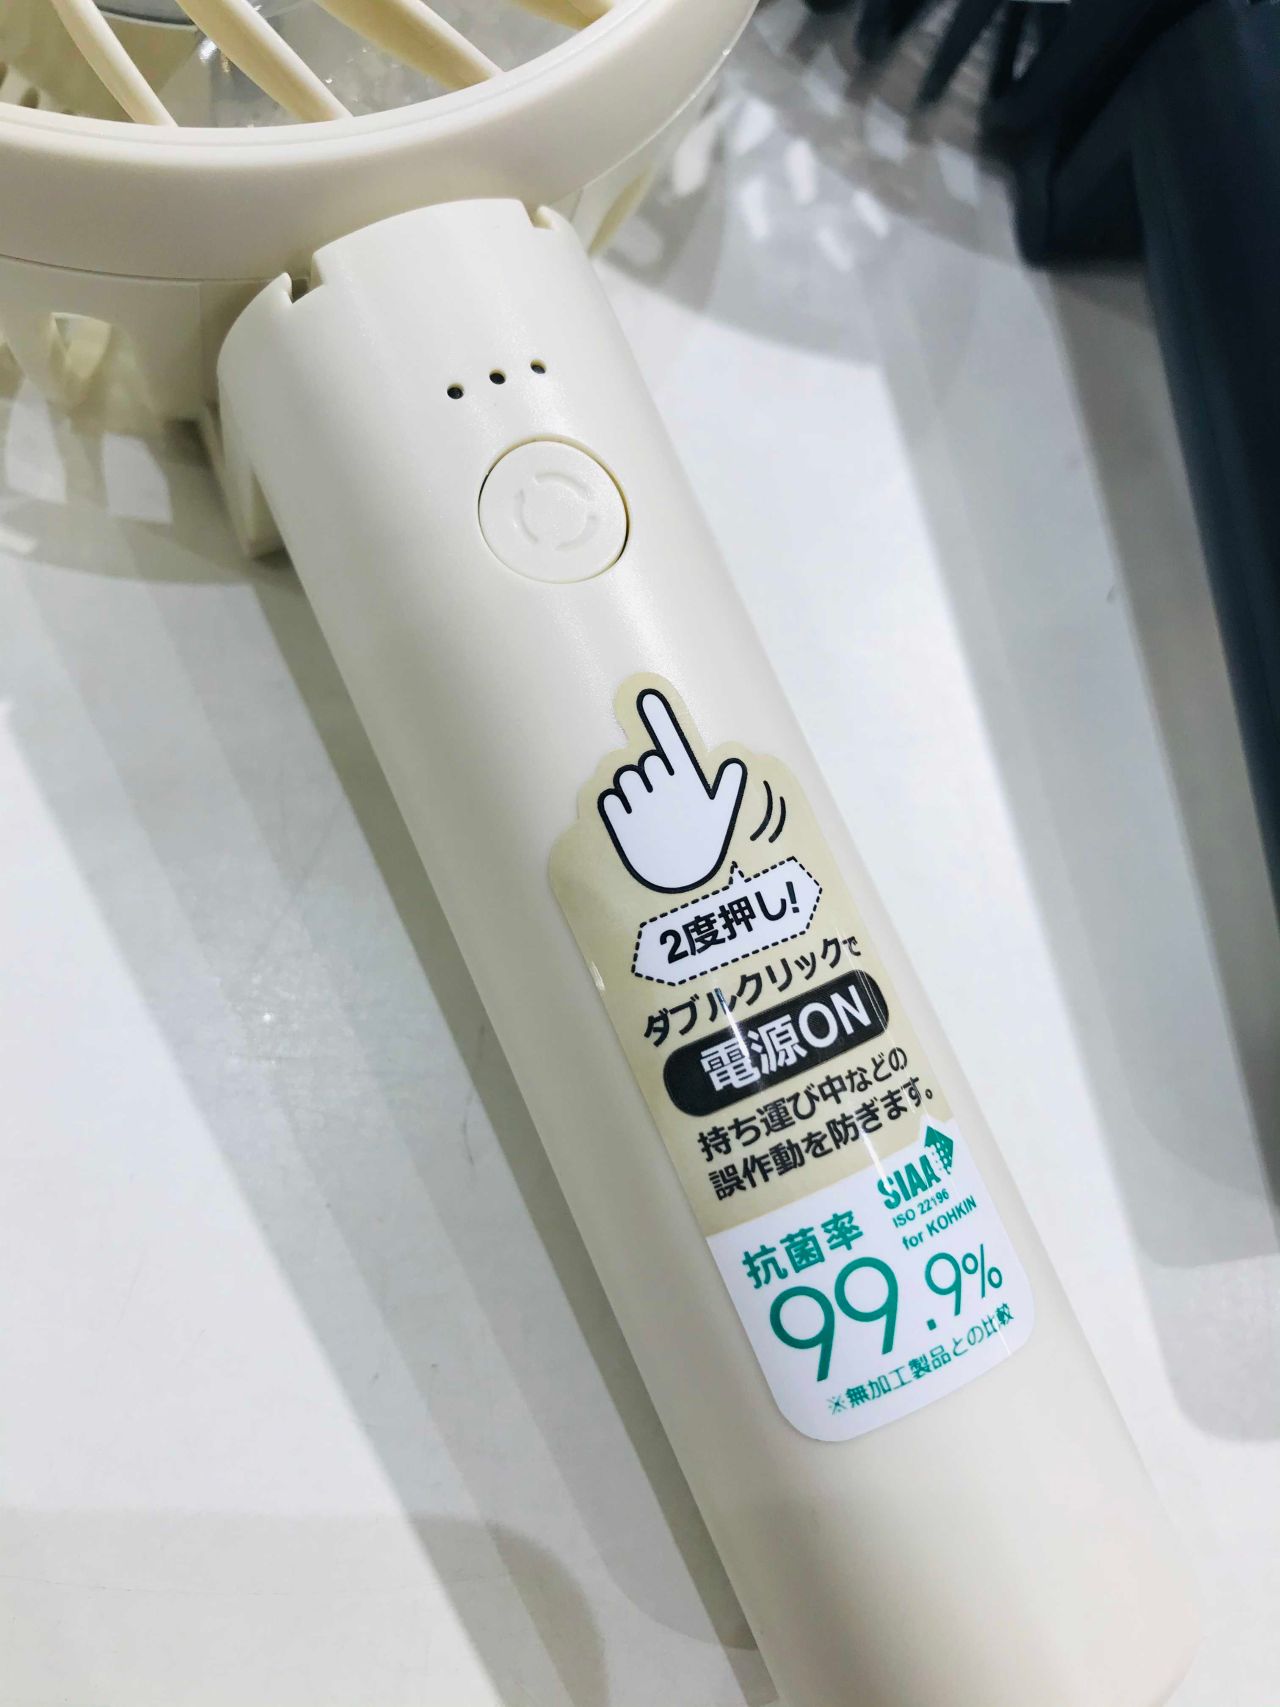 2度押し!
ダブルクリックで
電源ON
持ち運び中などの
誤作動を防ぎます。
SIAA
ISO 22196
for KOHKIN
抗菌率
99.9%
※無加工製品との比較